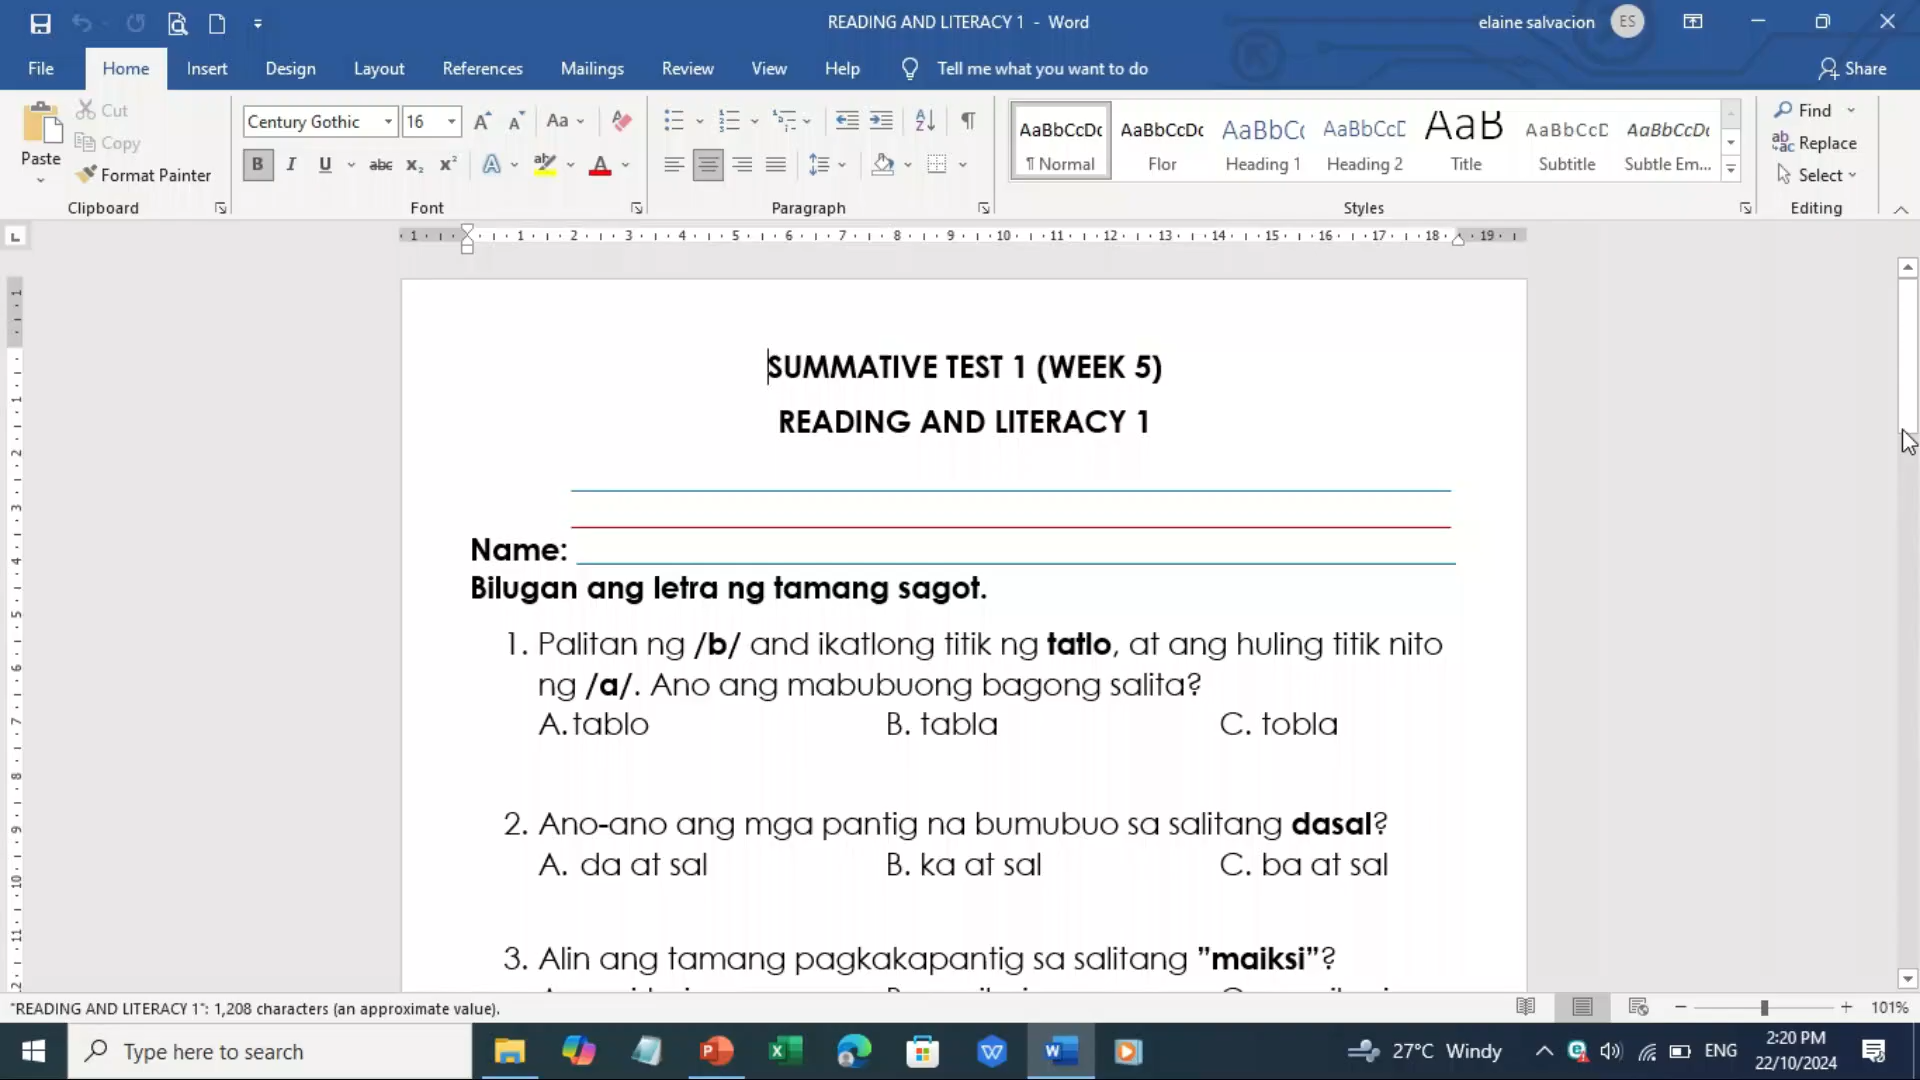 READING AND LITERACY 1 - Word
elaine salvacion ES
File Home Insert Design Layout References Mailings Review View Help Tell me what you want to do Share
Paste
Cut
Copy
Format Painter
Clipboard
Century Gothic 16
Font
Paragraph
AaBbCcDc AaBbCcDc AaBbC AaBbCcC AaB AaBbCcD AaBbCcDc
¶ Normal Flor Heading 1 Heading 2 Title Subtitle Subtle Em...
Styles
Find
Replace
Select
Editing
SUMMATIVE TEST 1 (WEEK 5)
READING AND LITERACY 1
Name:
Bilugan ang letra ng tamang sagot.
1. Palitan ng /b/ and ikatlong titik ng tatlo, at ang huling titik nito
ng /a/. Ano ang mabubuong bagong salita?
A. tablo B. tabla C. tobla
2. Ano-ano ang mga pantig na bumubuo sa salitang dasal?
A. da at sal B. ka at sal C. ba at sal
3. Alin ang tamang pagkakapantig sa salitang "maiksi"?
"READING AND LITERACY 1": 1,208 characters (an approximate value).
101%
Type here to search
27°C Windy
ENG
2:20 PM
22/10/2024